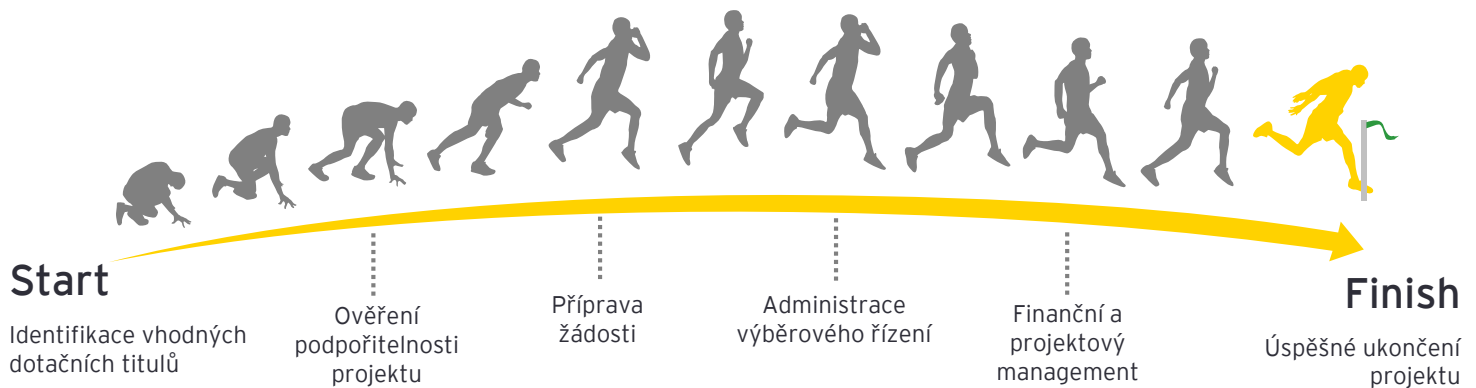 Start
Identifikace vhodných
dotačních titulů
Ověření
podpořitelnosti
projektu
Příprava
žádosti
Administrace
výběrového řízení
Finanční a
projektový
management
Finish
Úspěšné ukončení
projektu